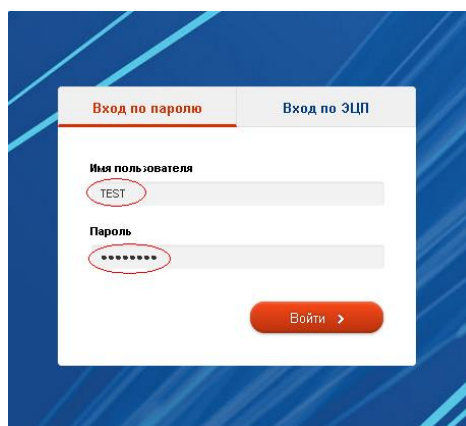 Вход по паролю Вход по ЭЦП
Имя пользователя
TEST
Пароль
••••••••
Войти >